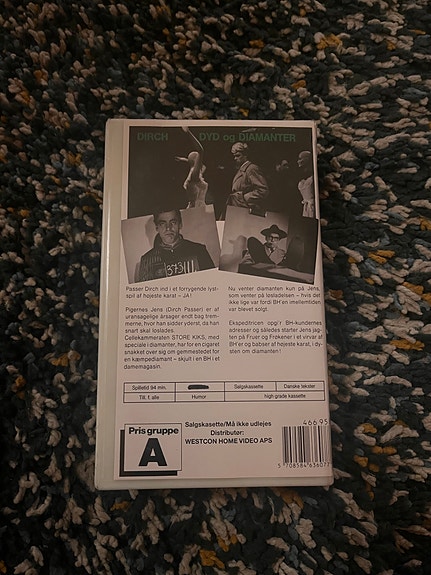 DIRCH DYD og DIAMANTER
373111
Passer Dirch ind i et forrygende lyst-
spil af højeste karat – JA!
Pigernes Jens (Dirch Passer) er af
uransagelige årsager endt bag trem-
merne, hvor han sidder yderst, da han
snart skal løslades.
Cellekammeraten STORE KIKS, med
speciale i diamanter, har for en cigaret
snakket over sig om gemmestedet for
en kæmpediamant – skjult i en BH i et
damemagasin.
Nu venter diamanten kun på Jens,
som venter på løsladelsen – hvis det
ikke lige var fordi BH'en imellemtiden
var blevet solgt.
Ekspeditricen opgi'r BH-kundernes
adresser og således starter Jens jag-
ten på Fruer og Frøkener i et virvar af
BH'er og babser af højeste karat, i dy-
sten om diamanten!
Spilletid 94 min. Salgskassette Danske tekster
Till. f. alle Humor high grade kassette
Prisgruppe
A
Salgskasette/Må ikke udlejes
Distributør:
WESTCON HOME VIDEO APS
466.95
5 708584 636077